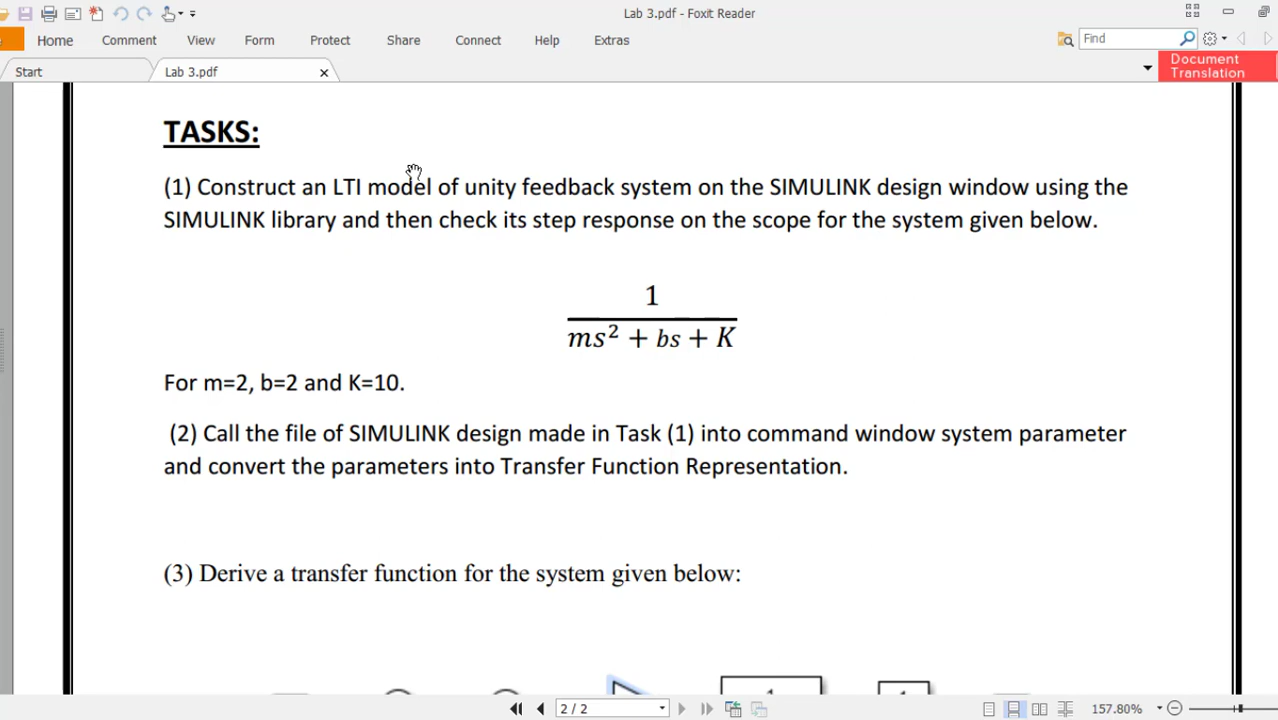 Lab 3.pdf - Foxit Reader
Home Comment View Form Protect Share Connect Help Extras
Find
Start Lab 3.pdf x
Document
Translation
TASKS:
(1) Construct an LTI model of unity feedback system on the SIMULINK design window using the
SIMULINK library and then check its step response on the scope for the system given below.
1
ms² + bs + K
For m=2, b=2 and K=10.
(2) Call the file of SIMULINK design made in Task (1) into command window system parameter
and convert the parameters into Transfer Function Representation.
(3) Derive a transfer function for the system given below:
2 / 2
157.80%